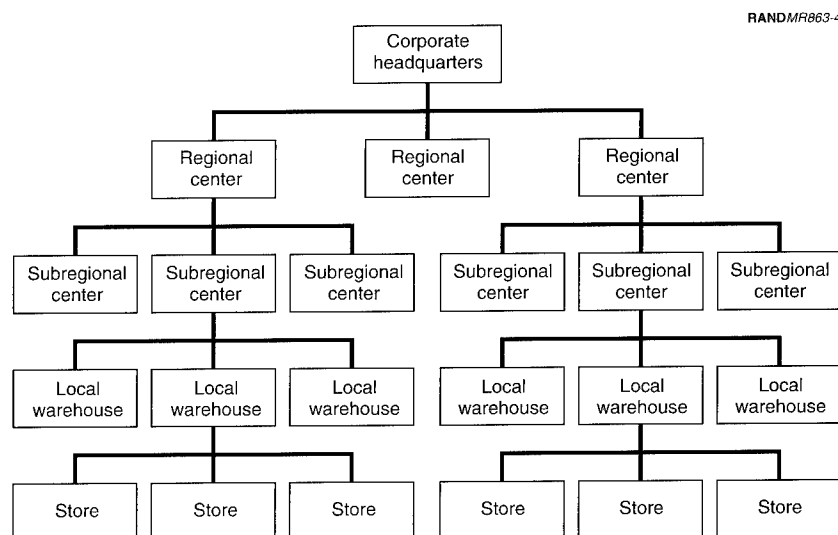 RANDMR863-4
Corporate
headquarters
Regional
center
Regional
center
Regional
center
Subregional
center
Subregional
center
Subregional
center
Subregional
center
Subregional
center
Subregional
center
Local
warehouse
Local
warehouse
Local
warehouse
Local
warehouse
Local
warehouse
Local
warehouse
Store
Store
Store
Store
Store
Store